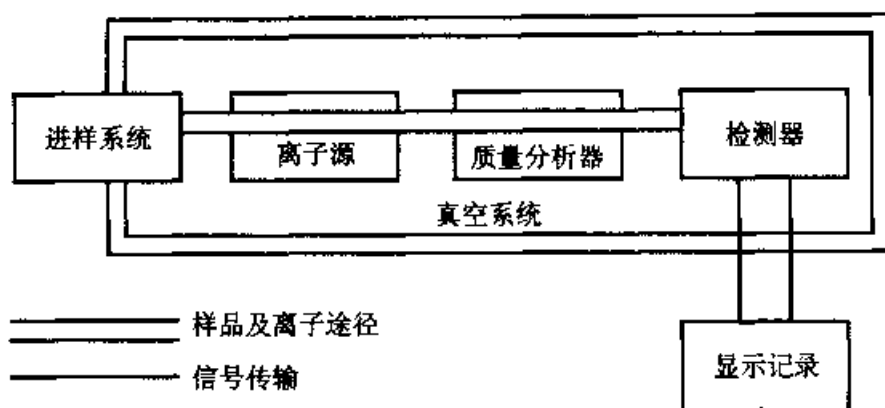 进样系统
离子源
质量分析器
检测器
真空系统
样品及离子途径
信号传输
显示记录